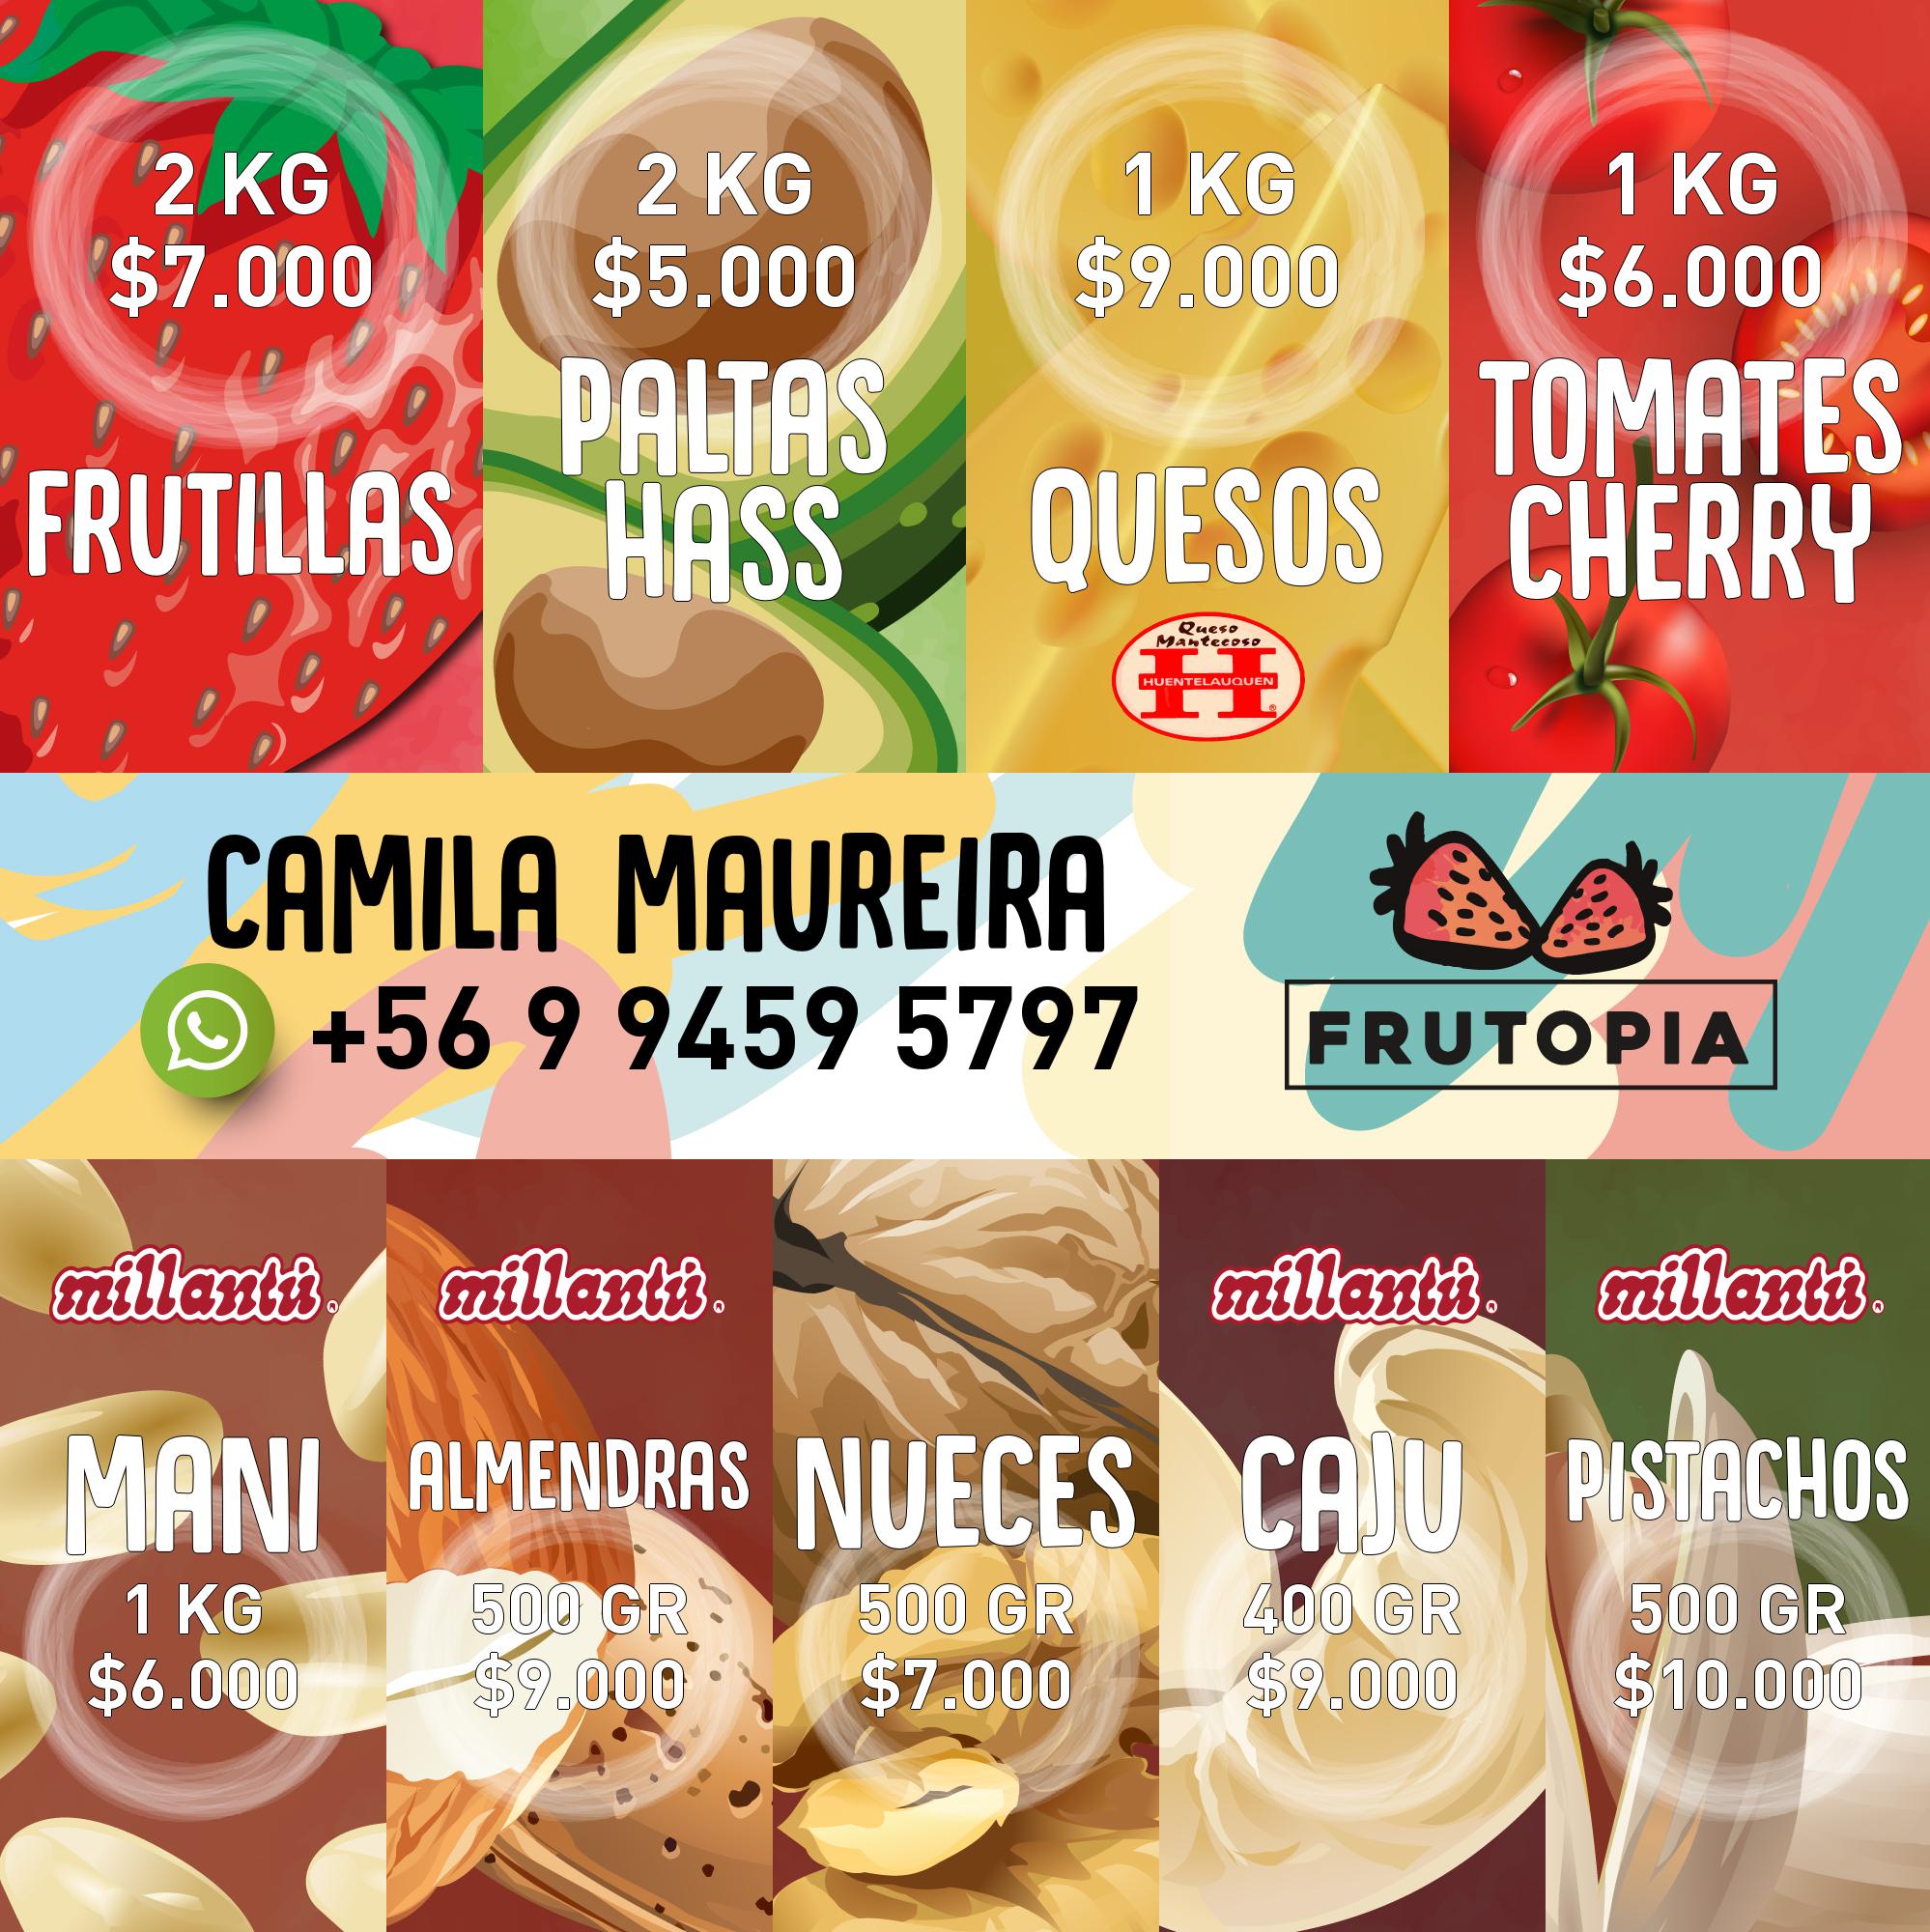 2 KG
$7.000
FRUTILLAS
2 KG
$5.000
PALTAS
HASS
1 KG
$9.000
QUESOS
Queso
Mantecoso
H
HUENTELAUQUEN
®
1 KG
$6.000
TOMATES
CHERRY
CAMILA MAUREIRA
+56 9 9459 5797
FRUTOPIA
millantú®
MANI
1 KG
$6.000
millantú®
ALMENDRAS
500 GR
$9.000
NUECES
500 GR
$7.000
millantú®
CAJU
400 GR
$9.000
millantú®
PISTACHOS
500 GR
$10.000